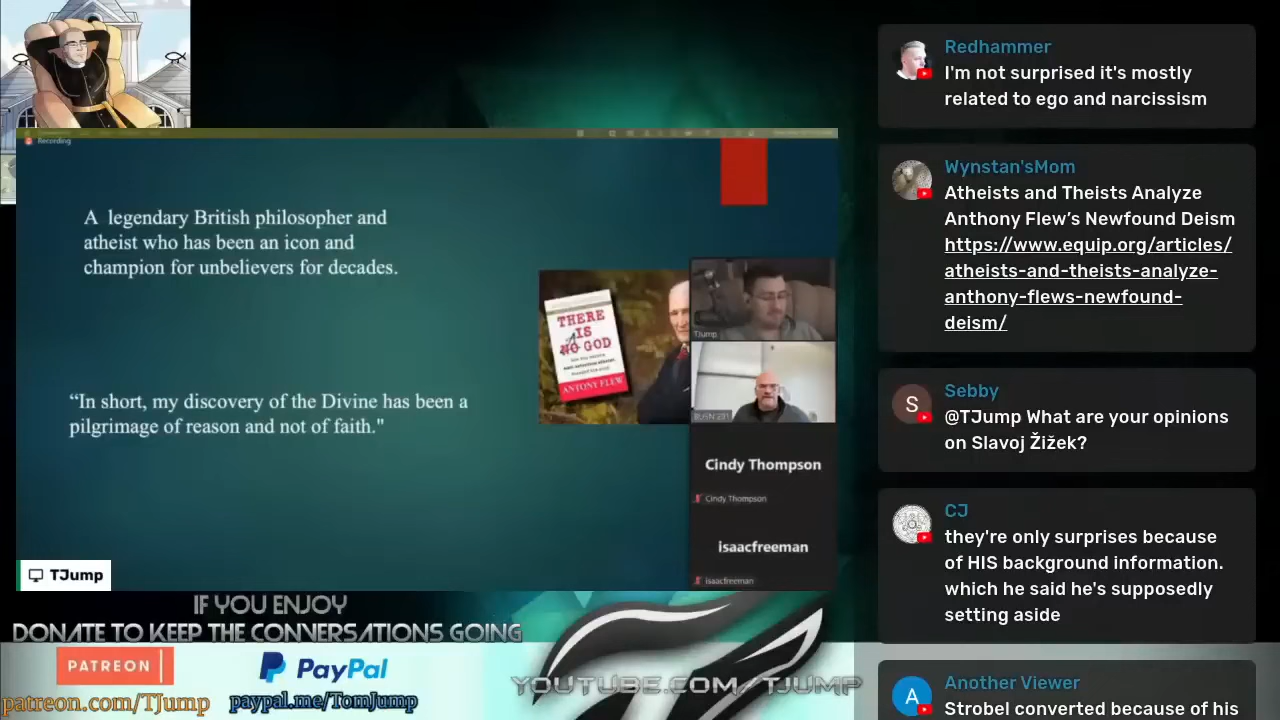 Recording
A legendary British philosopher and
atheist who has been an icon and
champion for unbelievers for decades.
“In short, my discovery of the Divine has been a
pilgrimage of reason and not of faith."
THERE
IS
NO GOD
ANTONY FLEW
TJump
Cindy Thompson
Cindy Thompson
isaacfreeman
isaacfreeman
TJump
IF YOU ENJOY
DONATE TO KEEP THE CONVERSATIONS GOING
PATREON
PayPal
patreon.com/TJump
paypal.me/TomJump
YOUTUBE.COM/TJUMP
Redhammer
I'm not surprised it's mostly
related to ego and narcissism
Wynstan'sMom
Atheists and Theists Analyze
Anthony Flew’s Newfound Deism
https://www.equip.org/articles/
atheists-and-theists-analyze-
anthony-flews-newfound-
deism/
S
Sebby
@TJump What are your opinions
on Slavoj Žižek?
CJ
they're only surprises because
of HIS background information.
which he said he's supposedly
setting aside
A
Another Viewer
Strobel converted because of his